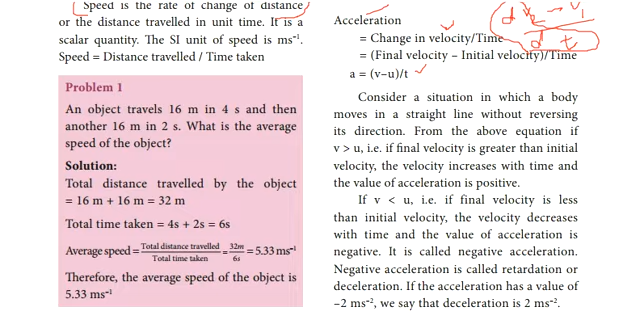 Speed is the rate of change of distance
or the distance travelled in unit time. It is a
scalar quantity. The SI unit of speed is ms⁻¹.
Speed = Distance travelled / Time taken
Problem 1
An object travels 16 m in 4 s and then
another 16 m in 2 s. What is the average
speed of the object?
Solution:
Total distance travelled by the object
= 16 m + 16 m = 32 m
Total time taken = 4s + 2s = 6s
Average speed = Total distance travelled / Total time taken = 32m / 6s = 5.33 ms⁻¹
Therefore, the average speed of the object is
5.33 ms⁻¹
Acceleration
= Change in velocity/Time
= (Final velocity – Initial velocity)/Time
a = (v–u)/t
d v₂ → v₁
d t
Consider a situation in which a body
moves in a straight line without reversing
its direction. From the above equation if
v > u, i.e. if final velocity is greater than initial
velocity, the velocity increases with time and
the value of acceleration is positive.
If v < u, i.e. if final velocity is less
than initial velocity, the velocity decreases
with time and the value of acceleration is
negative. It is called negative acceleration.
Negative acceleration is called retardation or
deceleration. If the acceleration has a value of
–2 ms⁻², we say that deceleration is 2 ms⁻².